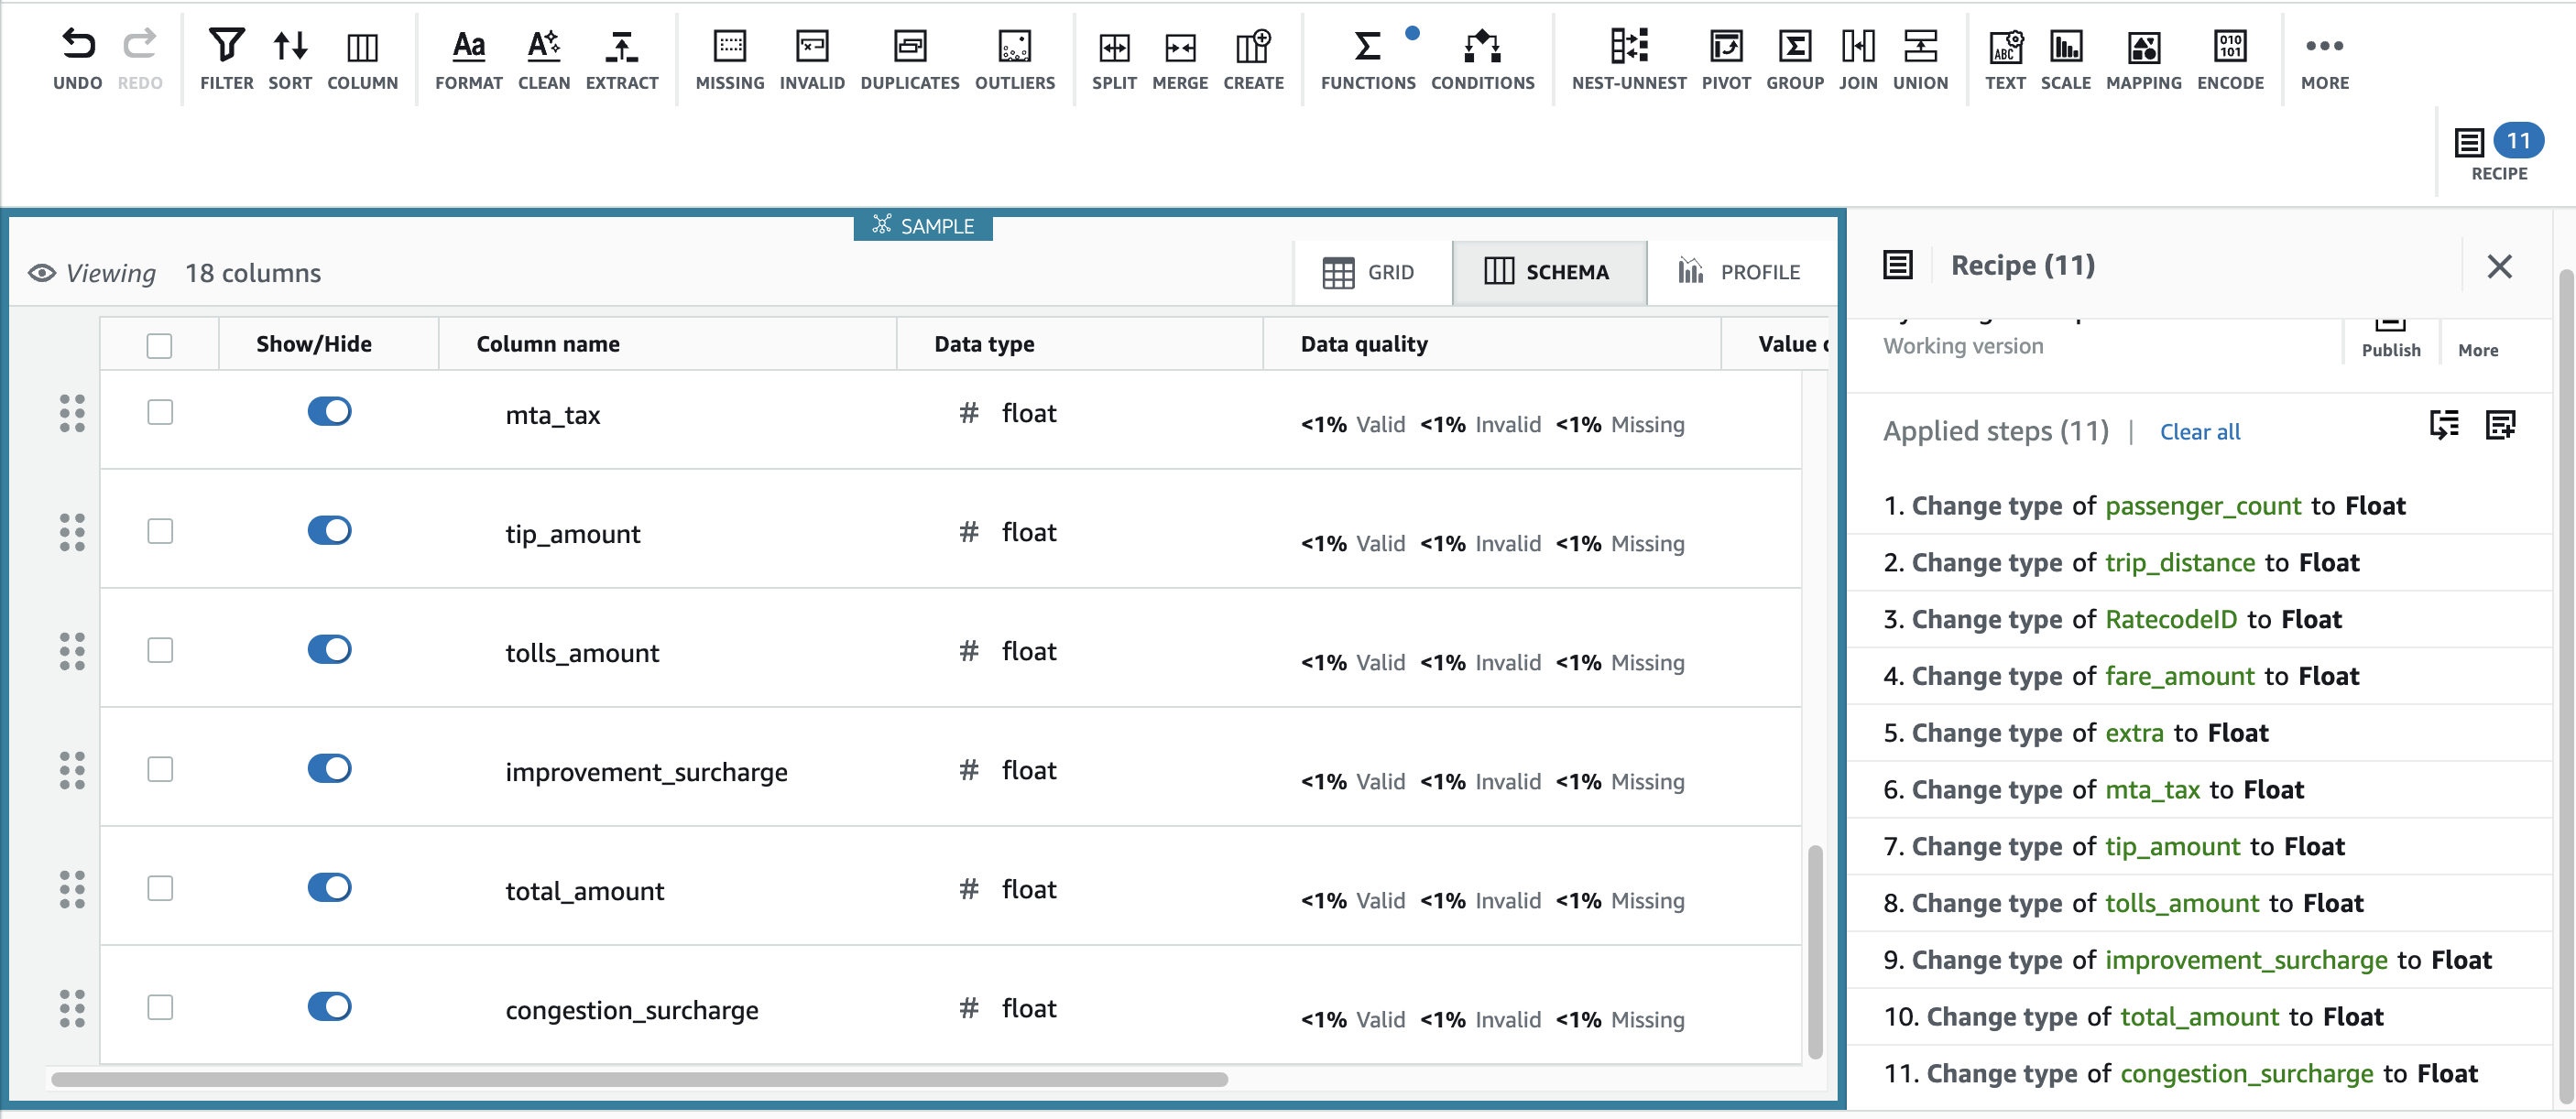 UNDO REDO FILTER SORT COLUMN FORMAT CLEAN EXTRACT MISSING INVALID DUPLICATES OUTLIERS SPLIT MERGE CREATE FUNCTIONS CONDITIONS NEST-UNNEST PIVOT GROUP JOIN UNION TEXT SCALE MAPPING ENCODE MORE
11
RECIPE
SAMPLE
Viewing 18 columns
GRID SCHEMA PROFILE
Show/Hide Column name Data type Data quality Value
mta_tax # float <1% Valid <1% Invalid <1% Missing
tip_amount # float <1% Valid <1% Invalid <1% Missing
tolls_amount # float <1% Valid <1% Invalid <1% Missing
improvement_surcharge # float <1% Valid <1% Invalid <1% Missing
total_amount # float <1% Valid <1% Invalid <1% Missing
congestion_surcharge # float <1% Valid <1% Invalid <1% Missing
Recipe (11)
Working version
Publish More
Applied steps (11) | Clear all
1. Change type of passenger_count to Float
2. Change type of trip_distance to Float
3. Change type of RatecodeID to Float
4. Change type of fare_amount to Float
5. Change type of extra to Float
6. Change type of mta_tax to Float
7. Change type of tip_amount to Float
8. Change type of tolls_amount to Float
9. Change type of improvement_surcharge to Float
10. Change type of total_amount to Float
11. Change type of congestion_surcharge to Float